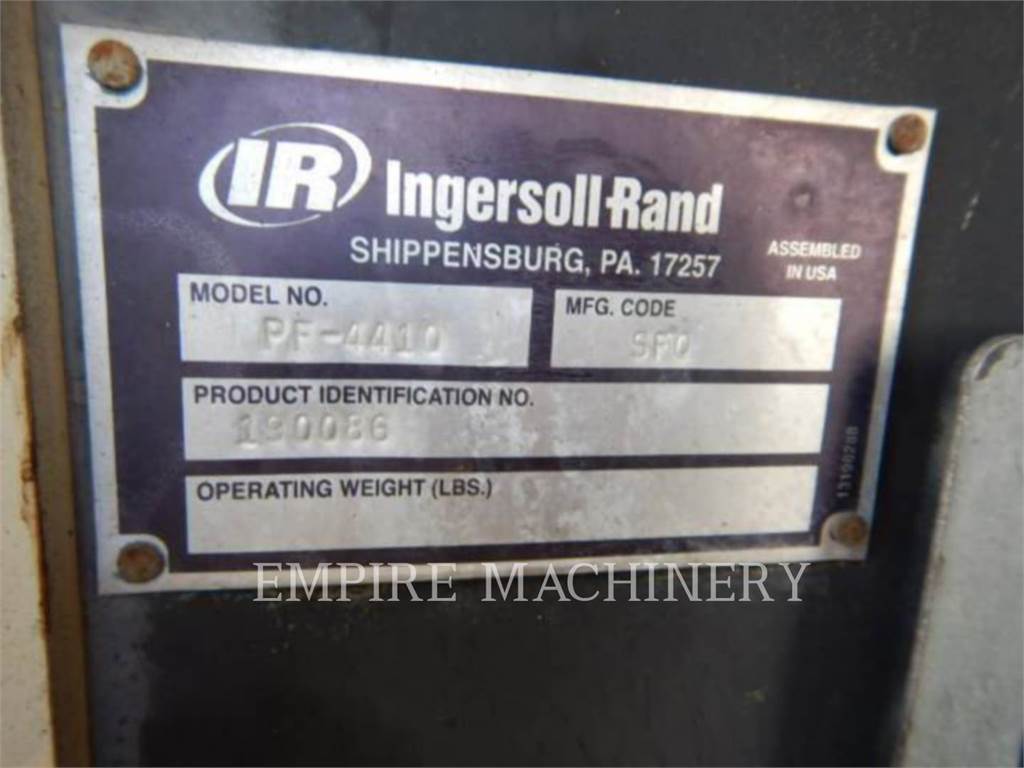 IR Ingersoll-Rand
SHIPPENSBURG, PA. 17257
ASSEMBLED
IN USA
MODEL NO.
PF-4410
MFG. CODE
SFQ
PRODUCT IDENTIFICATION NO.
190086
OPERATING WEIGHT (LBS.)
EMPIRE MACHINERY